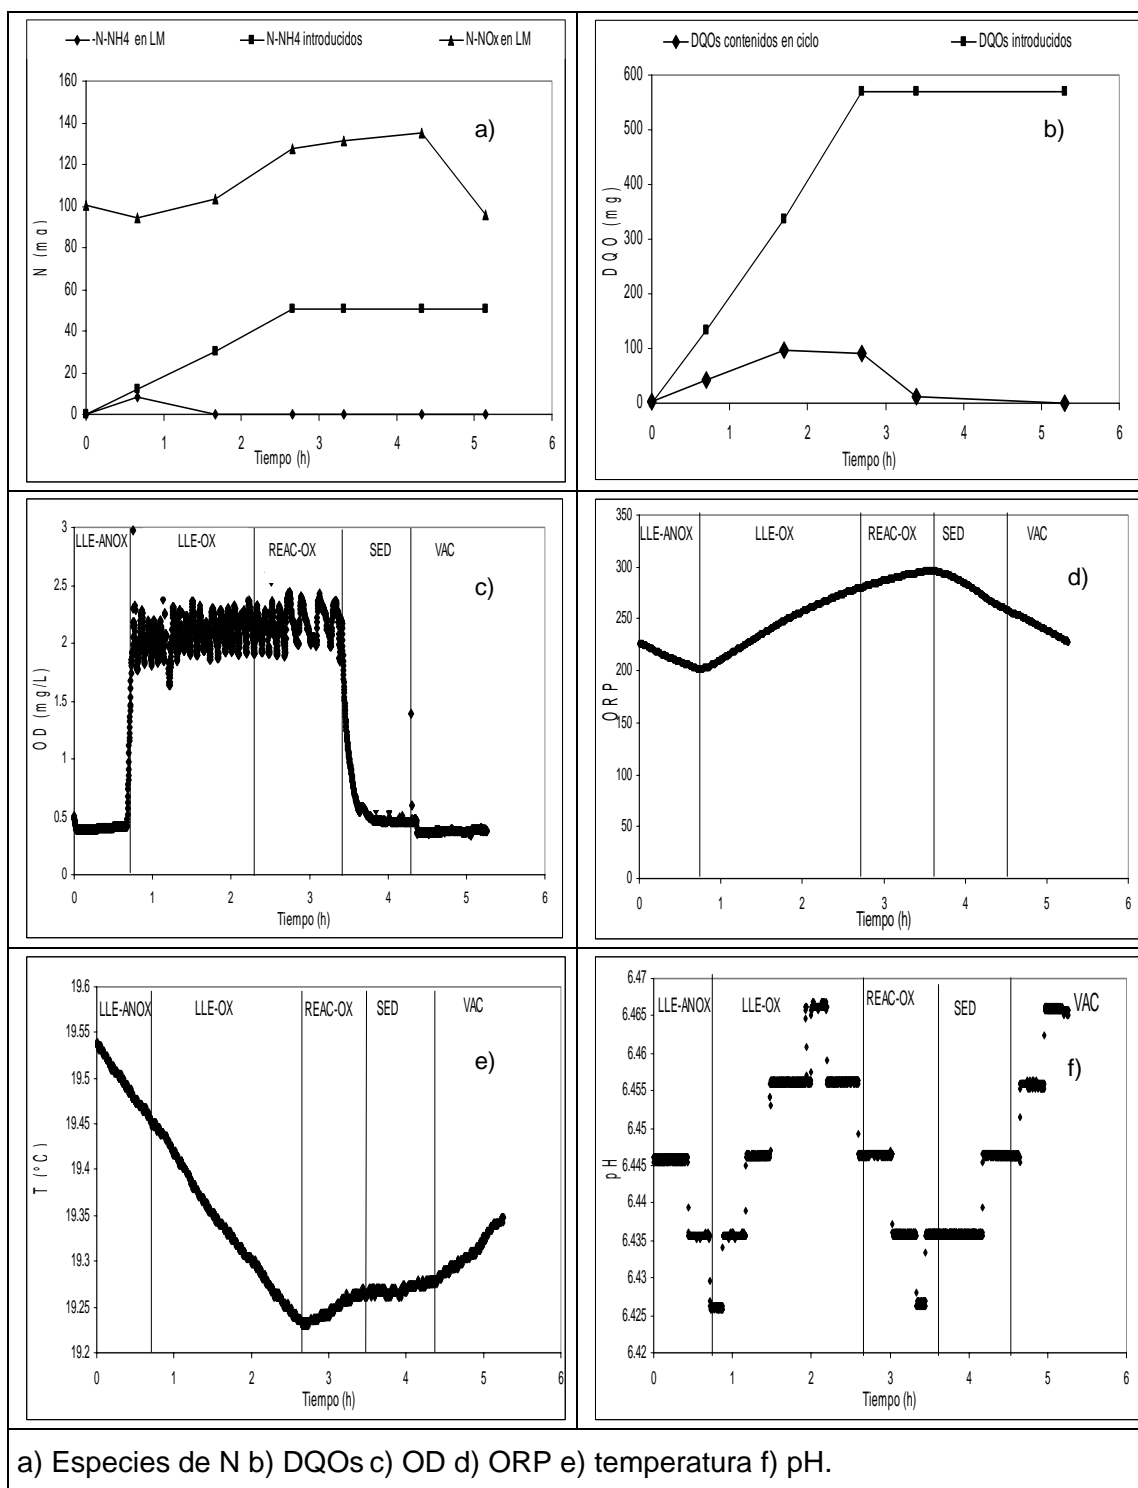 -N-NH4 en LM N-NH4 introducidos N-NOx en LM
160
140
120
100
80
60
40
20
0
N (ma)
a)
0 1 2 3 4 5 6
Tiempo (h)
DQOs contenidos en ciclo DQOs introducidos
600
500
400
300
200
100
0
DQO (mg)
b)
0 1 2 3 4 5 6
Tiempo (h)
3
2.5
2
1.5
1
0.5
0
OD (mg/L)
LLE-ANOX LLE-OX REAC-OX SED VAC
c)
0 1 2 3 4 5 6
Tiempo (h)
350
300
250
200
150
100
50
0
ORP
LLE-ANOX LLE-OX REAC-OX SED VAC
d)
0 1 2 3 4 5 6
Tiempo (h)
19.6
19.55
19.5
19.45
19.4
19.35
19.3
19.25
19.2
T (°C)
LLE-ANOX LLE-OX REAC-OX SED VAC
e)
0 1 2 3 4 5 6
Tiempo (h)
6.47
6.465
6.46
6.455
6.45
6.445
6.44
6.435
6.43
6.425
6.42
pH
LLE-ANOX LLE-OX REAC-OX SED VAC
f)
0 1 2 3 4 5 6
Tiempo (h)
a) Especies de N b) DQOs c) OD d) ORP e) temperatura f) pH.